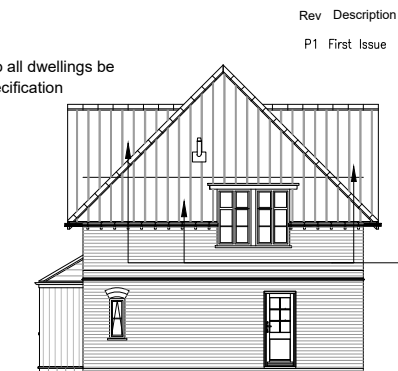 Rev Description
P1 First Issue
o all dwellings be
ecification